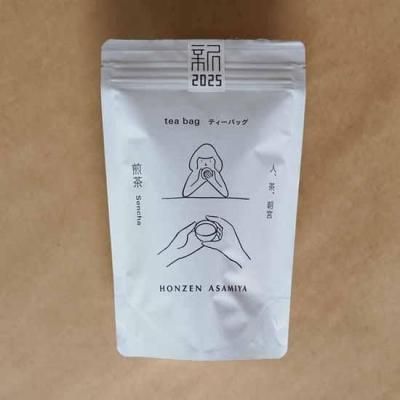 新
2025
tea bag ティーバッグ
煎茶 Sencha
人、茶、朝宮
HONZEN ASAMIYA